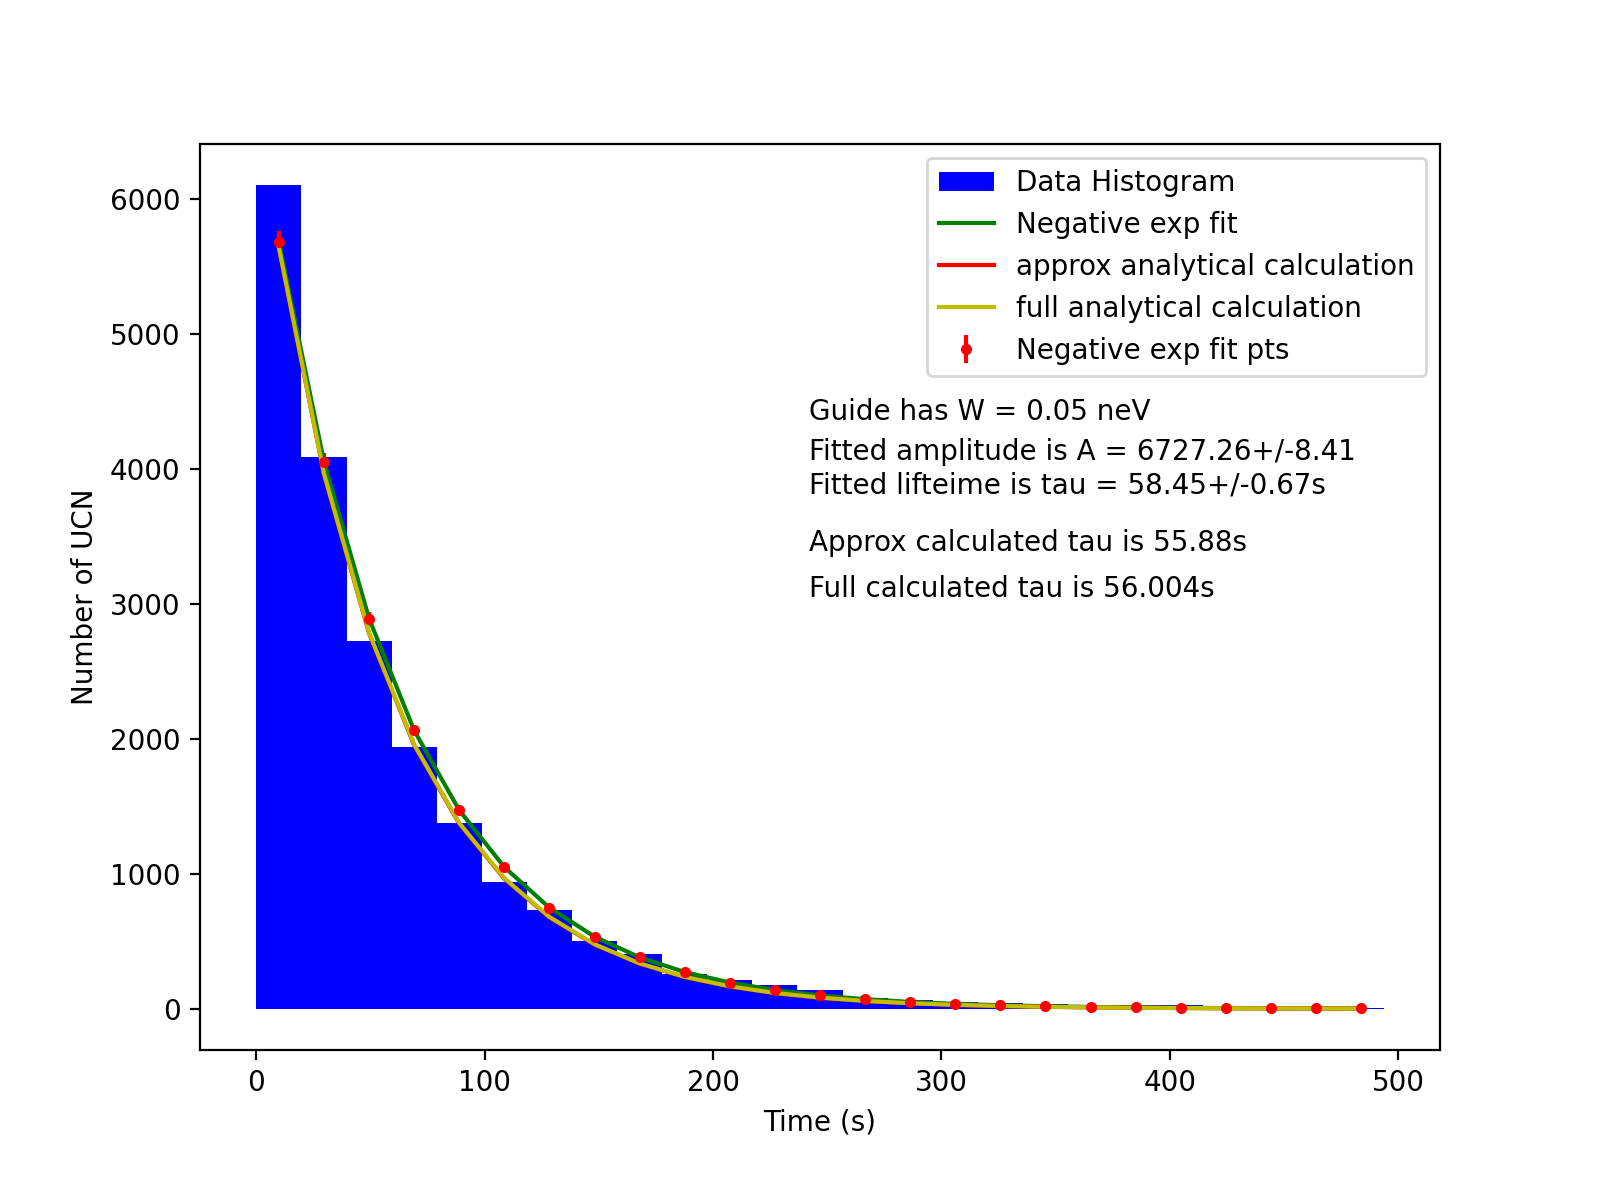 Data Histogram
Negative exp fit
approx analytical calculation
full analytical calculation
Negative exp fit pts
Guide has W = 0.05 neV
Fitted amplitude is A = 6727.26+/-8.41
Fitted lifteime is tau = 58.45+/-0.67s
Approx calculated tau is 55.88s
Full calculated tau is 56.004s
6000
5000
4000
3000
2000
1000
0
Number of UCN
0 100 200 300 400 500
Time (s)